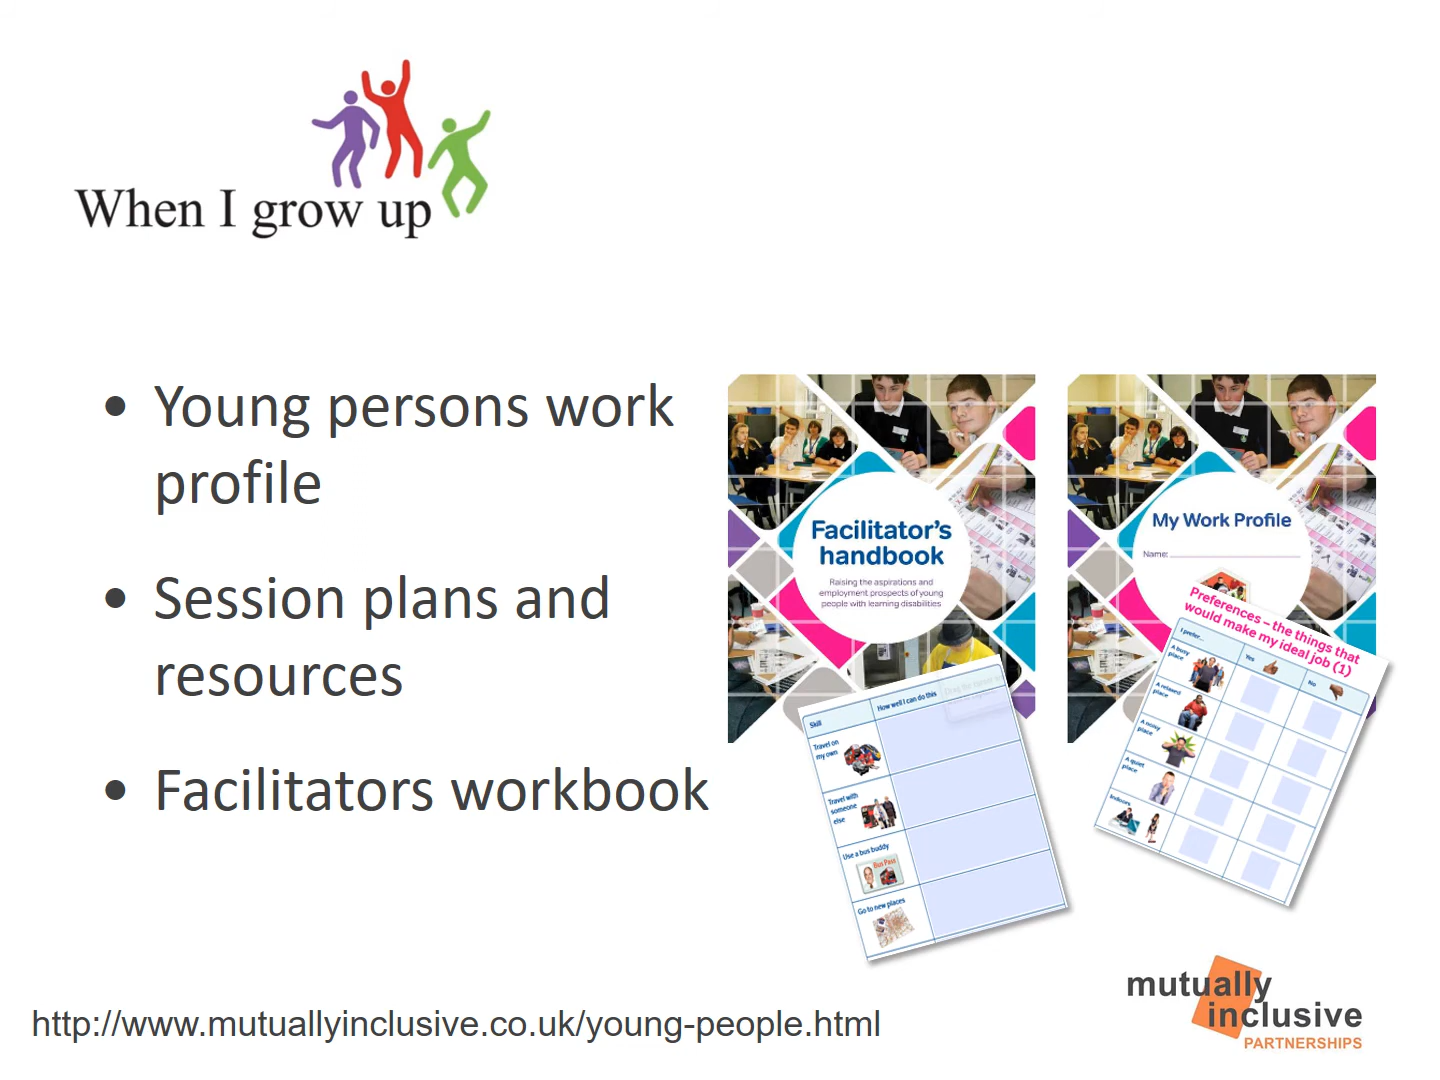 When I grow up
• Young persons work
profile
• Session plans and
resources
• Facilitators workbook
Facilitator's
handbook
Raising the aspirations and
employment prospects of young
people with learning disabilities
Skill
How well I can do this
Travel on
my own
Travel with
someone
else
Use a bus buddy
Bus Pass
Go to new places
My Work Profile
Name:
Preferences – the things that
would make my ideal job (1)
I prefer...
Yes
No
A busy
place
A relaxed
place
A noisy
place
A quiet
place
Indoors
http://www.mutuallyinclusive.co.uk/young-people.html
mutually
inclusive
PARTNERSHIPS